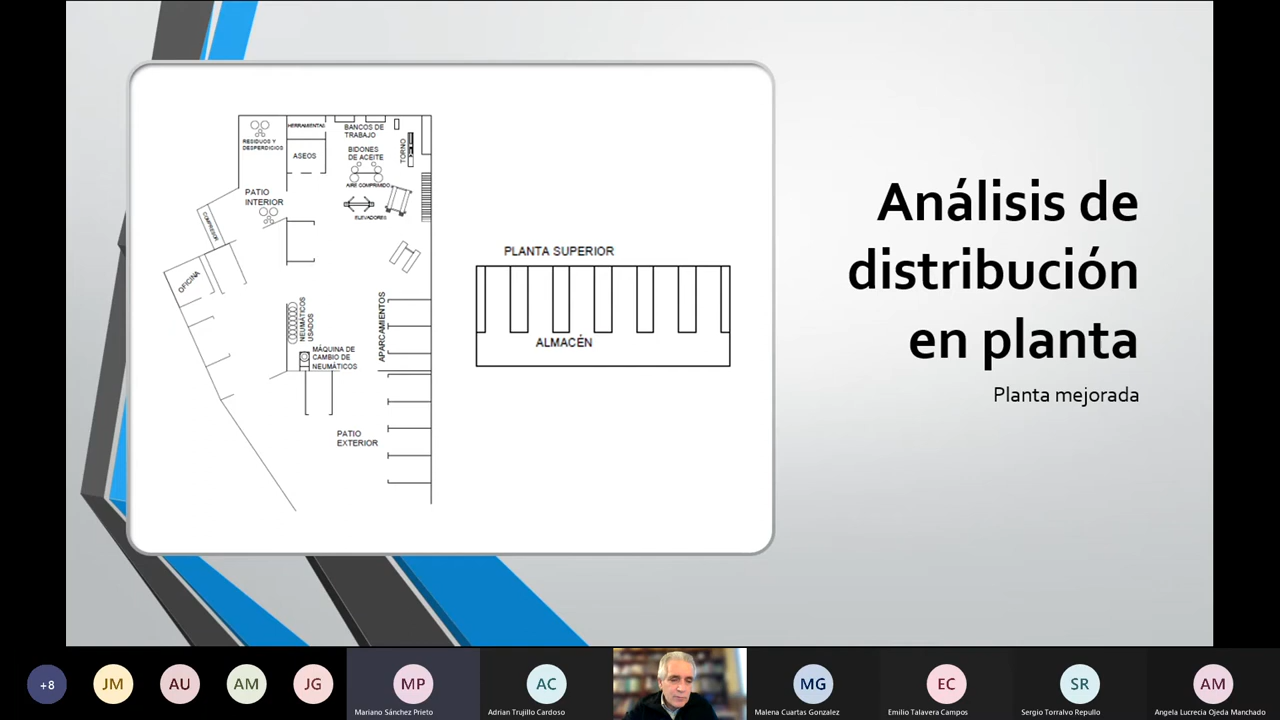 RESIDUOS Y
DESPERDICIOS
HERRAMIENTAS
ASEOS
BANCOS DE
TRABAJO
BIDONES
DE ACEITE
TORNO
AIRE COMPRIMIDO
ELEVADORES
PATIO
INTERIOR
COMPRESOR
OFICINA
NEUMÁTICOS
USADOS
MÁQUINA DE
CAMBIO DE
NEUMÁTICOS
APARCAMIENTOS
PATIO
EXTERIOR
PLANTA SUPERIOR
ALMACÉN
Análisis de
distribución
en planta
Planta mejorada
+8
JM
AU
AM
JG
MP
Mariano Sánchez Prieto
AC
Adrian Trujillo Cardoso
MG
Malena Cuartas Gonzalez
EC
Emilio Talavera Campos
SR
Sergio Torralvo Repullo
AM
Angela Lucrecia Ojeda Manchado